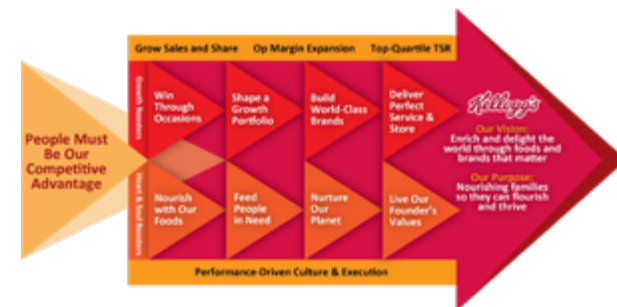 Grow Sales and Share Op Margin Expansion Top-Quartile TSR
People Must
Be Our
Competitive
Advantage
Growth Boosters
Win
Through
Occasions
Shape a
Growth
Portfolio
Build
World-Class
Brands
Deliver
Perfect
Service &
Store
Heart & Soul Boosters
Nourish
with Our
Foods
Feed
People
in Need
Nurture
Our
Planet
Live Our
Founder's
Values
Kellogg's
Our Vision:
Enrich and delight the
world through foods and
brands that matter
Our Purpose:
Nourishing families
so they can flourish
and thrive
Performance-Driven Culture & Execution